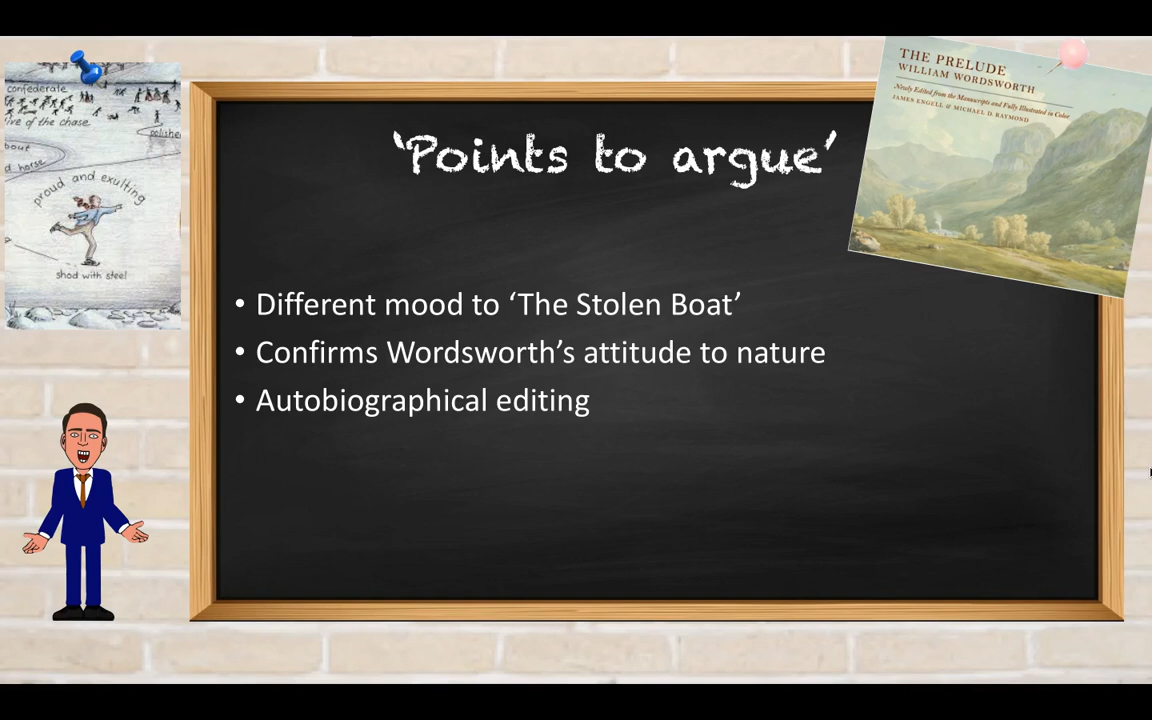 confederate
ive of the chase
polishe
bout
d horse
proud and exulting
shod with steel
THE PRELUDE
WILLIAM WORDSWORTH
Newly Edited from the Manuscripts and Fully Illustrated in Color
JAMES ENGELL & MICHAEL D. RAYMOND
‘Points to argue’
• Different mood to ‘The Stolen Boat’
• Confirms Wordsworth’s attitude to nature
• Autobiographical editing